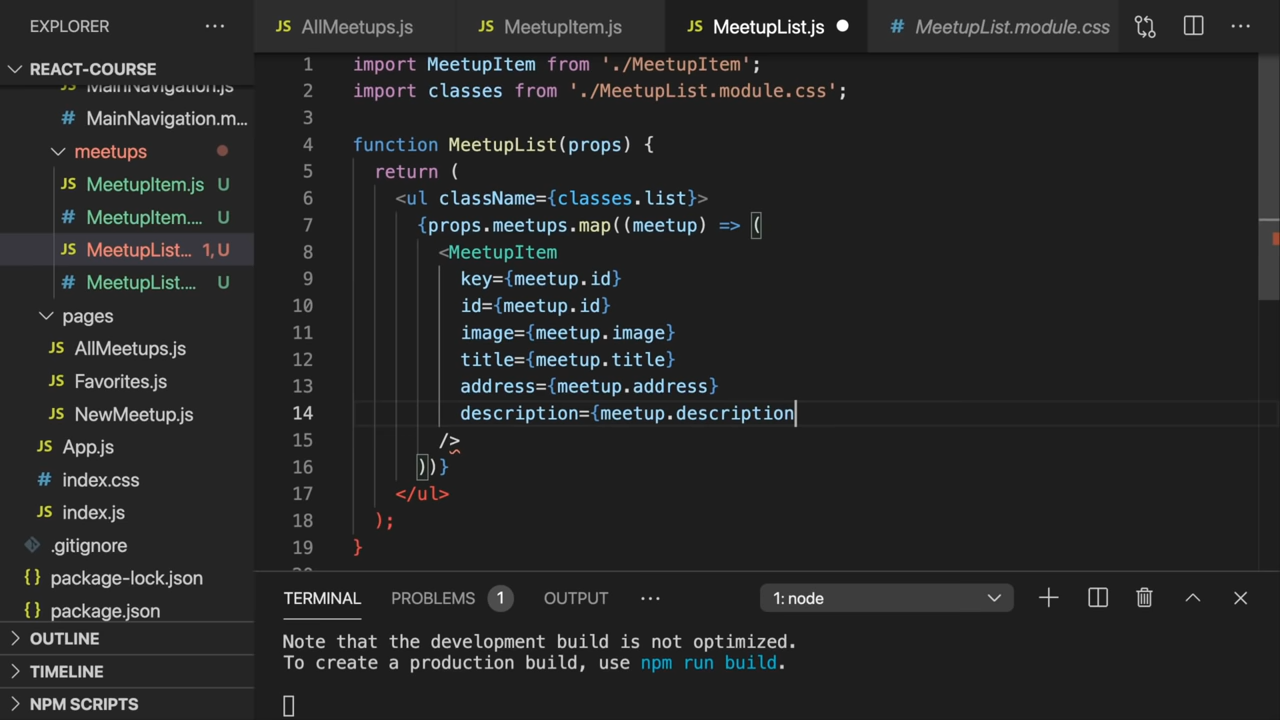 EXPLORER ...
REACT-COURSE
MainNavigation.js
# MainNavigation.m...
meetups
JS MeetupItem.js U
# MeetupItem.... U
JS MeetupList... 1, U
# MeetupList.... U
pages
JS AllMeetups.js
JS Favorites.js
JS NewMeetup.js
JS App.js
# index.css
JS index.js
.gitignore
{} package-lock.json
{} package.json
OUTLINE
TIMELINE
NPM SCRIPTS
JS AllMeetups.js JS MeetupItem.js JS MeetupList.js # MeetupList.module.css ...
1 import MeetupItem from './MeetupItem';
2 import classes from './MeetupList.module.css';
3
4 function MeetupList(props) {
5 return (
6 <ul className={classes.list}>
7 {props.meetups.map((meetup) => (
8 <MeetupItem
9 key={meetup.id}
10 id={meetup.id}
11 image={meetup.image}
12 title={meetup.title}
13 address={meetup.address}
14 description={meetup.description
15 />
16 ))}
17 </ul>
18 );
19 }
TERMINAL PROBLEMS 1 OUTPUT ... 1: node
Note that the development build is not optimized.
To create a production build, use npm run build.